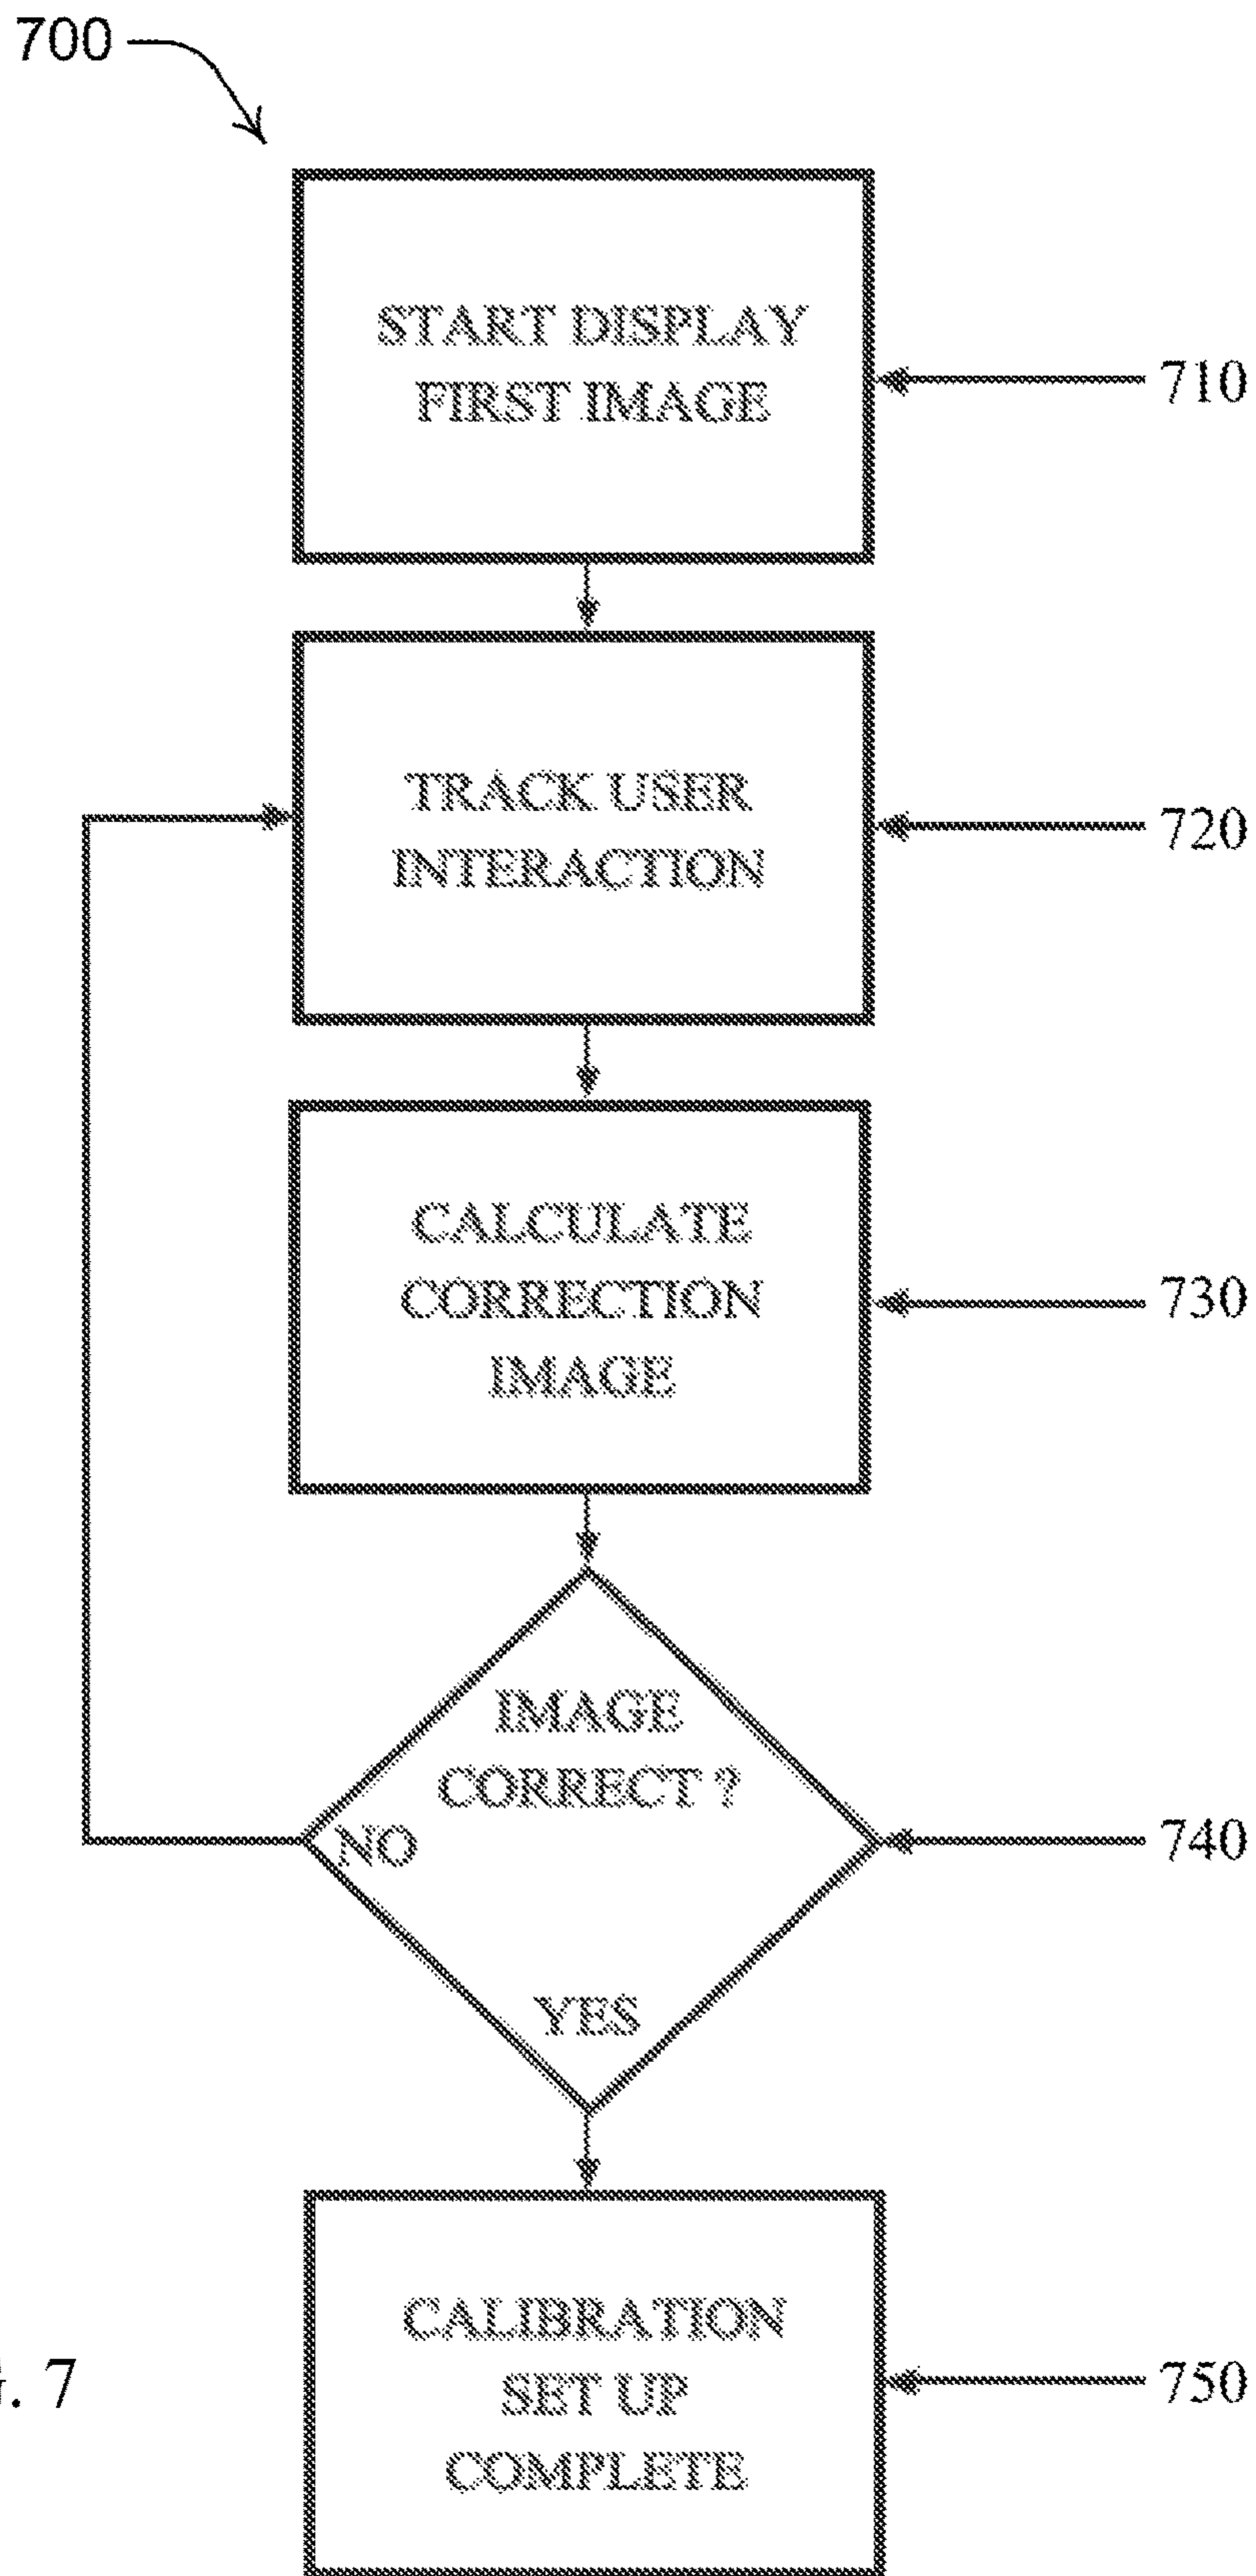 700
START DISPLAY
FIRST IMAGE
710
TRACK USER
INTERACTION
720
CALCULATE
CORRECTION
IMAGE
730
IMAGE
CORRECT ?
NO
740
YES
CALIBRATION
SET UP
COMPLETE
750
. 7